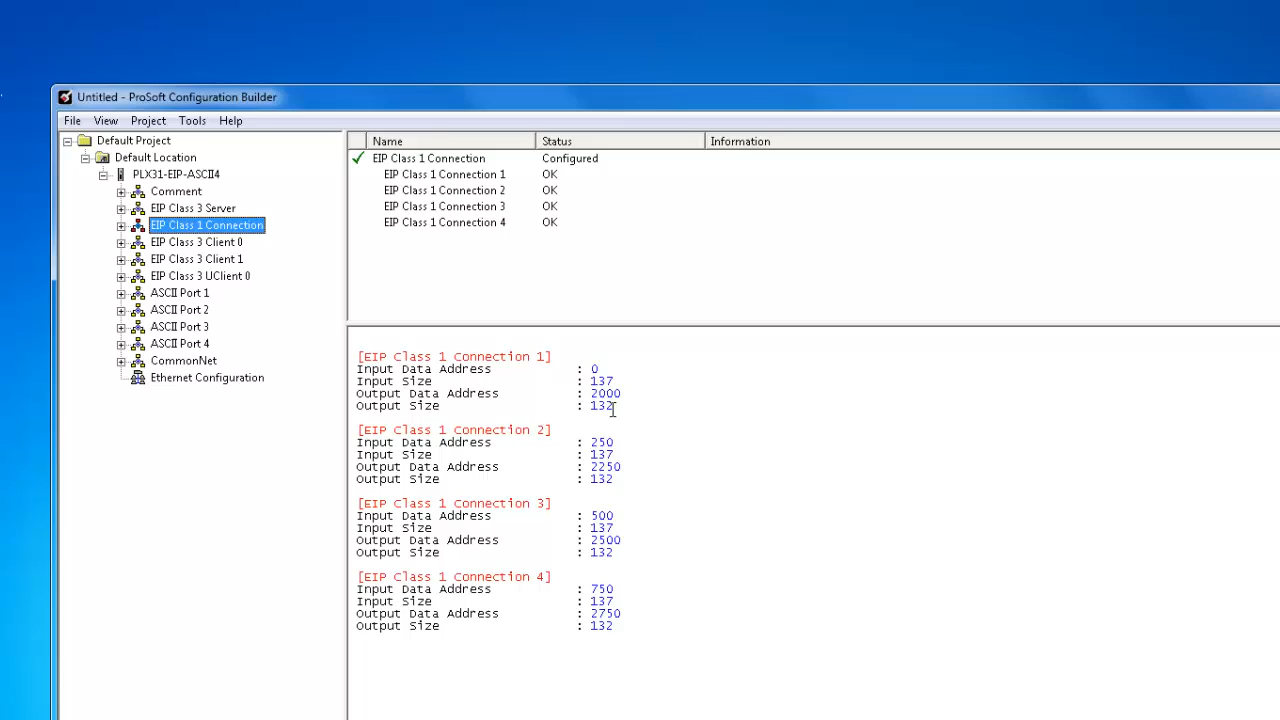 Untitled - ProSoft Configuration Builder
File View Project Tools Help
Default Project
Default Location
PLX31-EIP-ASCII4
Comment
EIP Class 3 Server
EIP Class 1 Connection
EIP Class 3 Client 0
EIP Class 3 Client 1
EIP Class 3 UClient 0
ASCII Port 1
ASCII Port 2
ASCII Port 3
ASCII Port 4
CommonNet
Ethernet Configuration
Name Status Information
EIP Class 1 Connection Configured
EIP Class 1 Connection 1 OK
EIP Class 1 Connection 2 OK
EIP Class 1 Connection 3 OK
EIP Class 1 Connection 4 OK
[EIP Class 1 Connection 1]
Input Data Address : 0
Input Size : 137
Output Data Address : 2000
Output Size : 132
[EIP Class 1 Connection 2]
Input Data Address : 250
Input Size : 137
Output Data Address : 2250
Output Size : 132
[EIP Class 1 Connection 3]
Input Data Address : 500
Input Size : 137
Output Data Address : 2500
Output Size : 132
[EIP Class 1 Connection 4]
Input Data Address : 750
Input Size : 137
Output Data Address : 2750
Output Size : 132